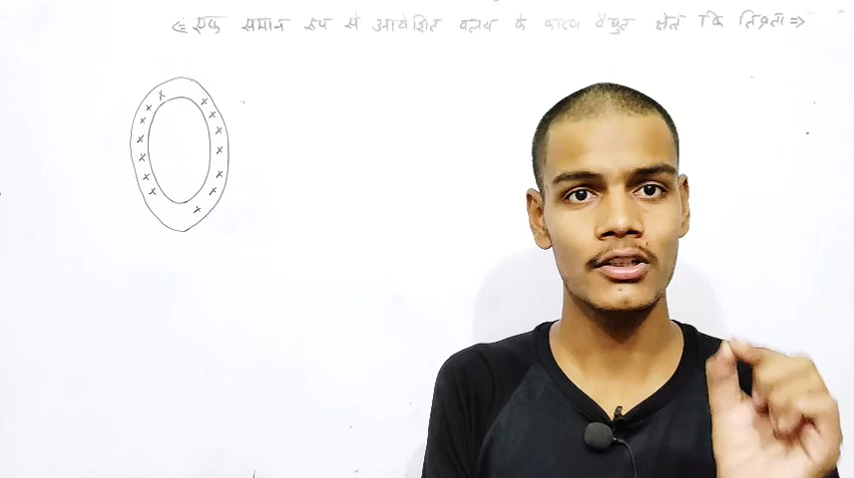 ⇐ एक समान रूप से आवेशित वलय के कारण वैधुत क्षेत्र कि तिव्रता ⇒